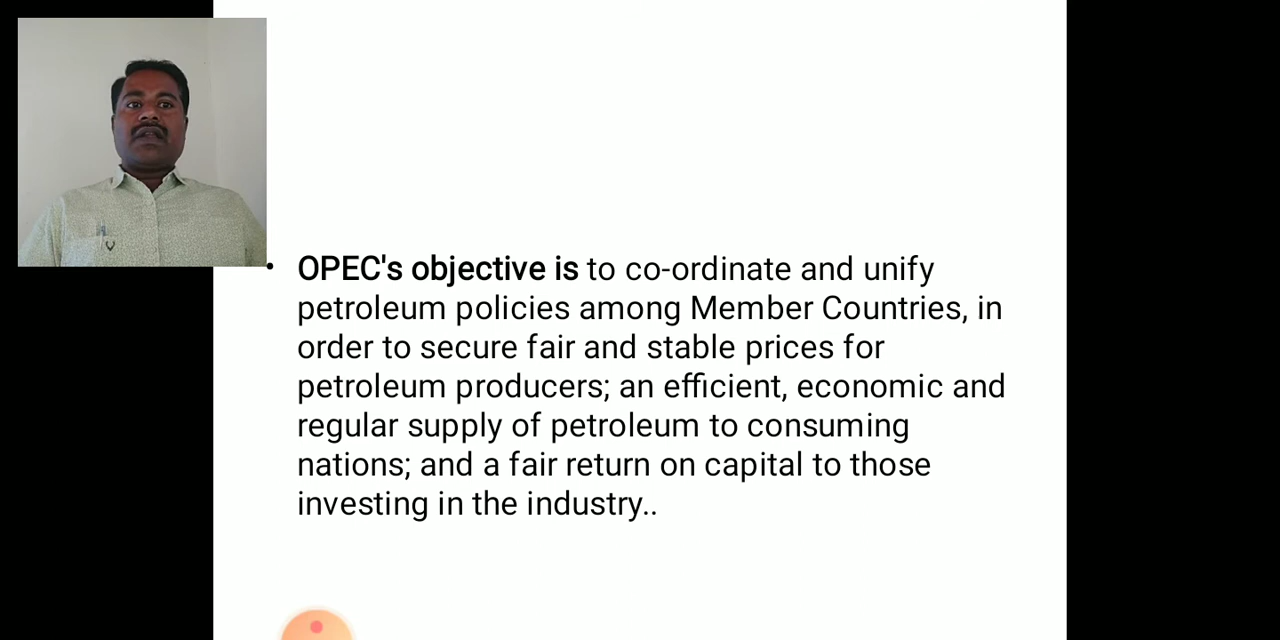 • OPEC's objective is to co-ordinate and unify
petroleum policies among Member Countries, in
order to secure fair and stable prices for
petroleum producers; an efficient, economic and
regular supply of petroleum to consuming
nations; and a fair return on capital to those
investing in the industry..